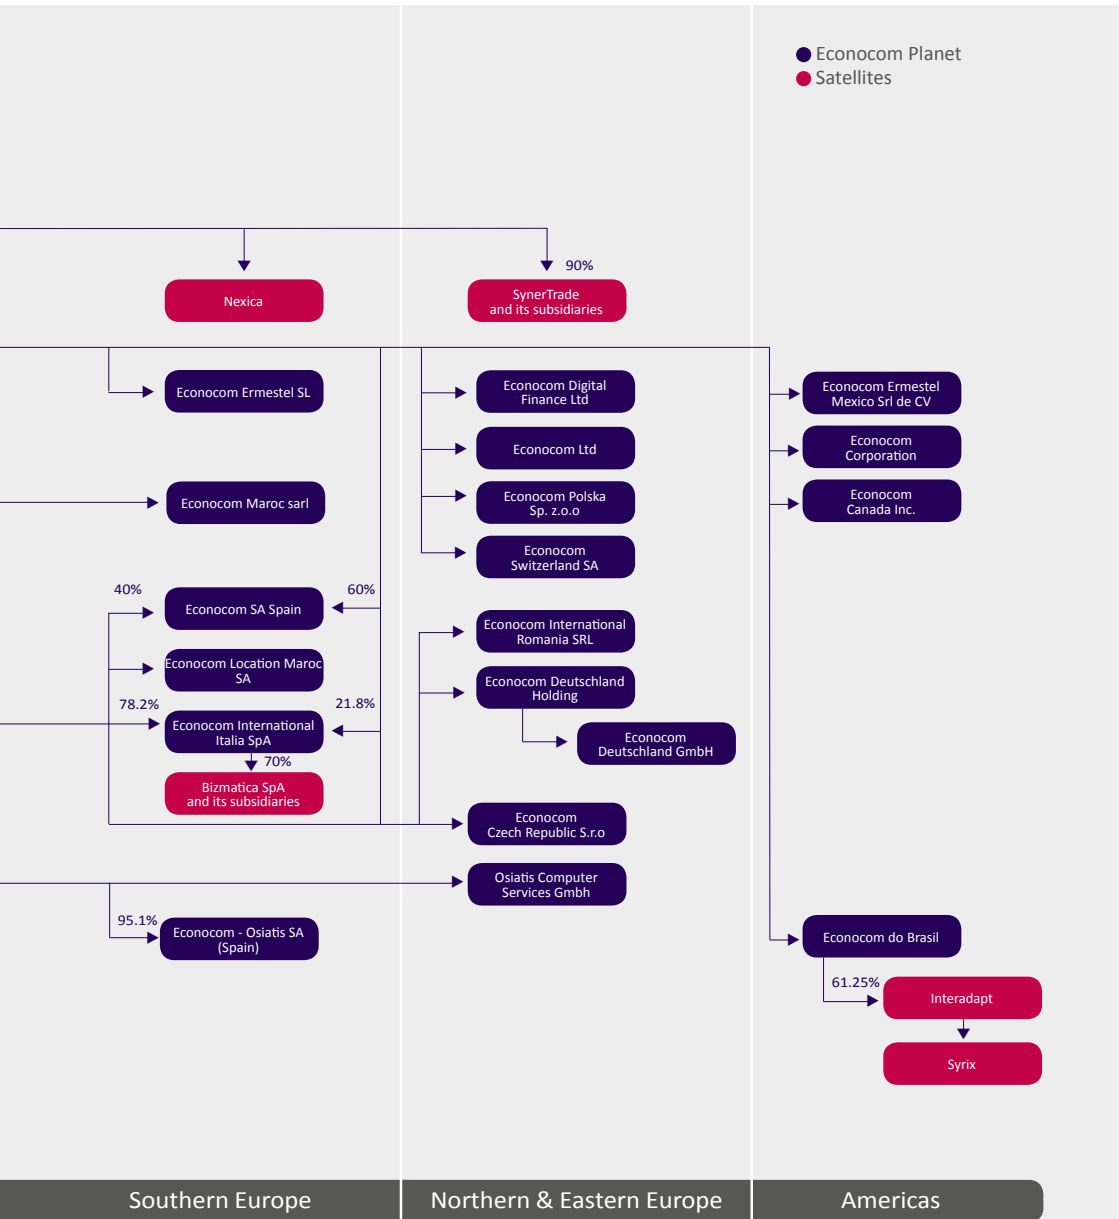 Econocom Planet
Satellites
90%
Nexica
SynerTrade
and its subsidiaries
Econocom Ermestel SL
Econocom Digital
Finance Ltd
Econocom Ermestel
Mexico Srl de CV
Econocom Ltd
Econocom
Corporation
Econocom Maroc sarl
Econocom Polska
Sp. z.o.o
Econocom
Canada Inc.
Econocom
Switzerland SA
40%
60%
Econocom SA Spain
Econocom International
Romania SRL
Econocom Location Maroc
SA
Econocom Deutschland
Holding
78.2%
21.8%
Econocom International
Italia SpA
Econocom
Deutschland GmbH
70%
Bizmatica SpA
and its subsidiaries
Econocom
Czech Republic S.r.o
Osiatis Computer
Services Gmbh
95.1%
Econocom - Osiatis SA
(Spain)
Econocom do Brasil
61.25%
Interadapt
Syrix
Southern Europe
Northern & Eastern Europe
Americas